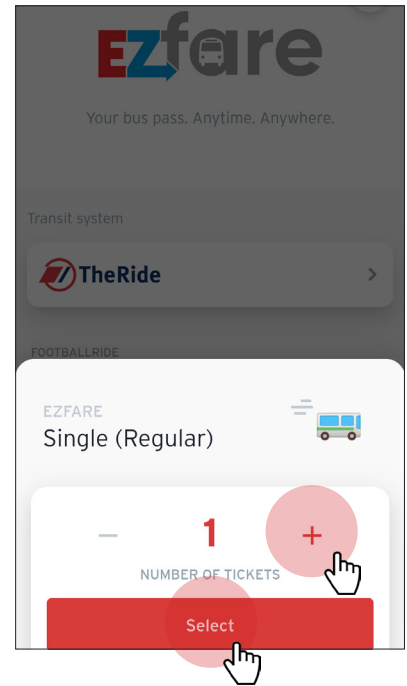 EZfare
Your bus pass. Anytime. Anywhere.
Transit system
TheRide
FOOTBALLRIDE
EZFARE
Single (Regular)
− 1 +
NUMBER OF TICKETS
Select